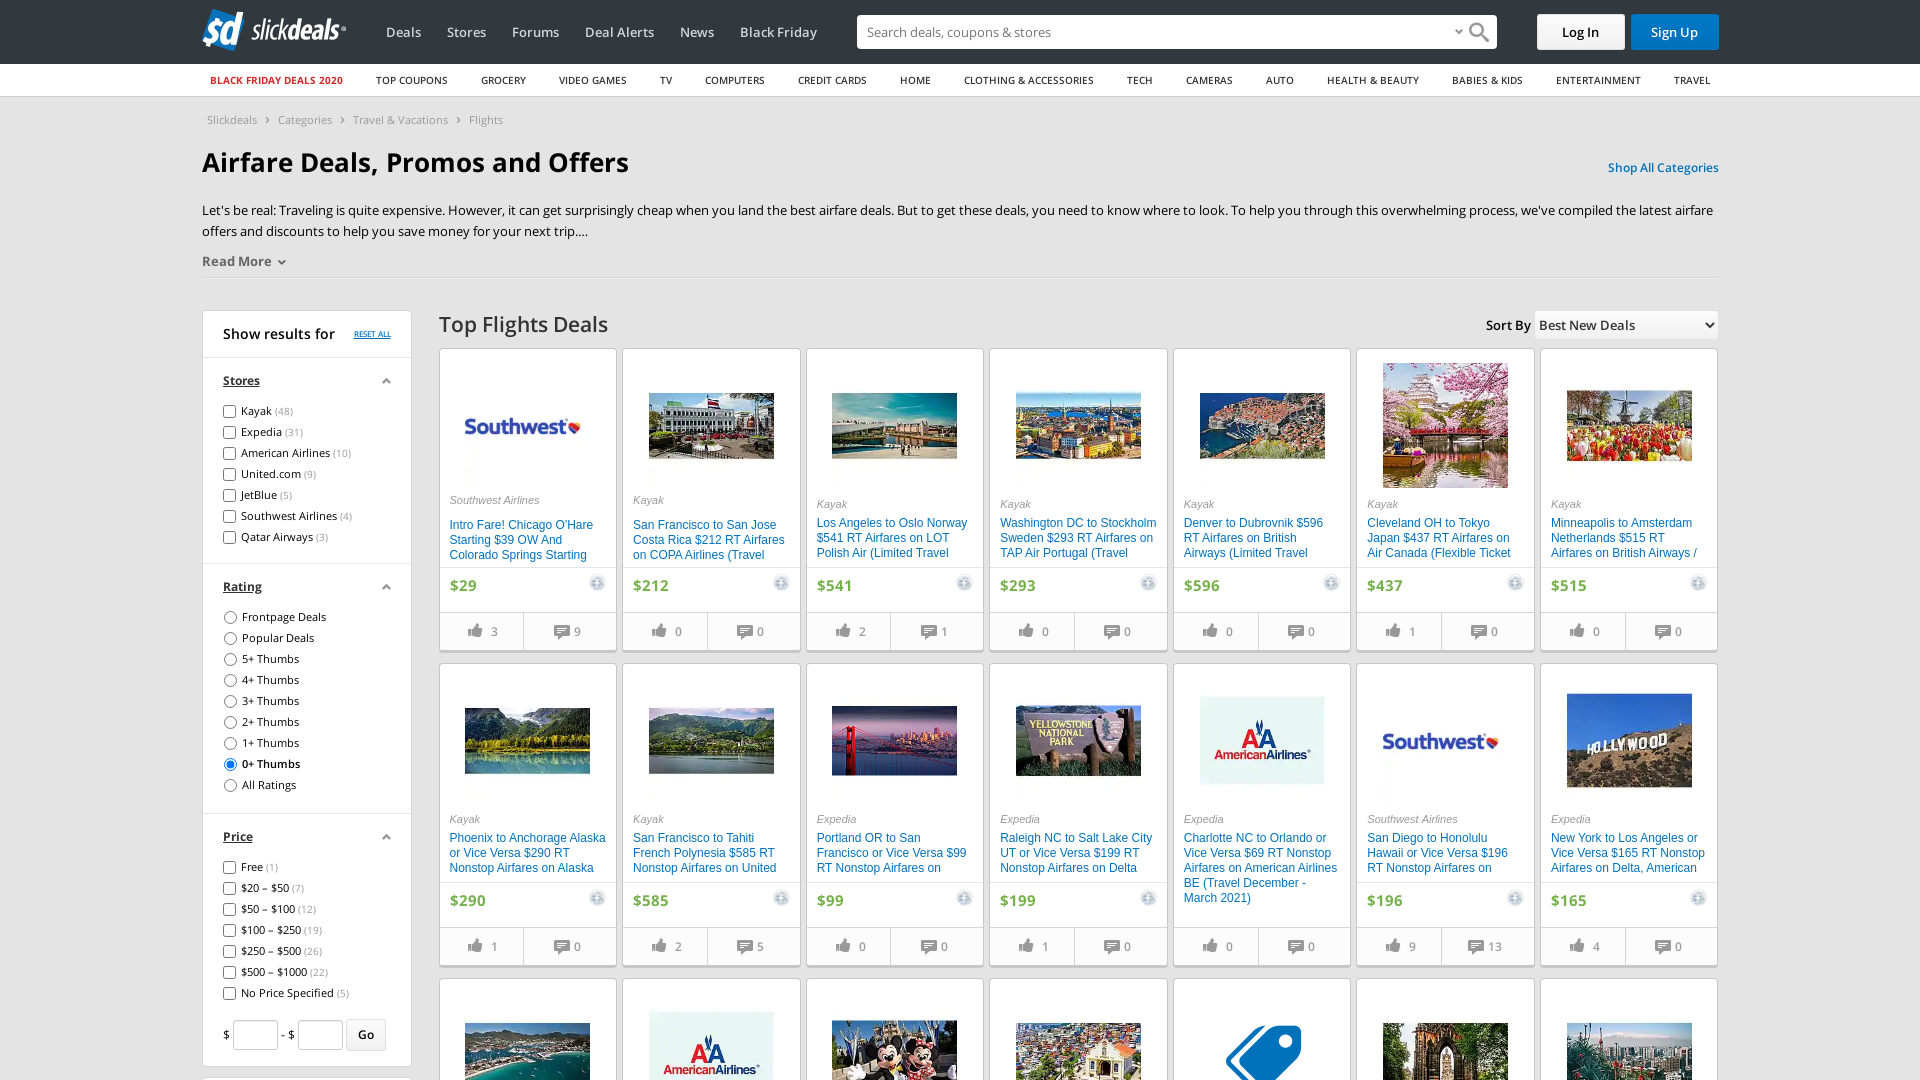 slickdeals
Deals
Stores
Forums
Deal Alerts
News
Black Friday
Search deals, coupons & stores
Log In
Sign Up
BLACK FRIDAY DEALS 2020
TOP COUPONS
GROCERY
VIDEO GAMES
TV
COMPUTERS
CREDIT CARDS
HOME
CLOTHING & ACCESSORIES
TECH
CAMERAS
AUTO
HEALTH & BEAUTY
BABIES & KIDS
ENTERTAINMENT
TRAVEL
Slickdeals > Categories > Travel & Vacations > Flights
Airfare Deals, Promos and Offers
Shop All Categories
Let's be real: Traveling is quite expensive. However, it can get surprisingly cheap when you land the best airfare deals. But to get these deals, you need to know where to look. To help you through this overwhelming process, we've compiled the latest airfare
offers and discounts to help you save money for your next trip....
Read More
Show results for
RESET ALL
Stores
Kayak (48)
Expedia (31)
American Airlines (10)
United.com (9)
JetBlue (5)
Southwest Airlines (4)
Qatar Airways (3)
Rating
Frontpage Deals
Popular Deals
5+ Thumbs
4+ Thumbs
3+ Thumbs
2+ Thumbs
1+ Thumbs
0+ Thumbs
All Ratings
Price
Free (1)
$20 – $50 (7)
$50 – $100 (12)
$100 – $250 (19)
$250 – $500 (26)
$500 – $1000 (22)
No Price Specified (5)
$ - $ Go
Top Flights Deals
Sort By Best New Deals
Southwest
Southwest Airlines
Intro Fare! Chicago O'Hare
Starting $39 OW And
Colorado Springs Starting
$29
3
9
Kayak
San Francisco to San Jose
Costa Rica $212 RT Airfares
on COPA Airlines (Travel
$212
0
0
Kayak
Los Angeles to Oslo Norway
$541 RT Airfares on LOT
Polish Air (Limited Travel
$541
2
1
Kayak
Washington DC to Stockholm
Sweden $293 RT Airfares on
TAP Air Portugal (Travel
$293
0
0
Kayak
Denver to Dubrovnik $596
RT Airfares on British
Airways (Limited Travel
$596
0
0
Kayak
Cleveland OH to Tokyo
Japan $437 RT Airfares on
Air Canada (Flexible Ticket
$437
1
0
Kayak
Minneapolis to Amsterdam
Netherlands $515 RT
Airfares on British Airways /
$515
0
0
Kayak
Phoenix to Anchorage Alaska
or Vice Versa $290 RT
Nonstop Airfares on Alaska
$290
1
0
Kayak
San Francisco to Tahiti
French Polynesia $585 RT
Nonstop Airfares on United
$585
2
5
Expedia
Portland OR to San
Francisco or Vice Versa $99
RT Nonstop Airfares on
$99
0
0
YELLOWSTONE
NATIONAL
PARK
Expedia
Raleigh NC to Salt Lake City
UT or Vice Versa $199 RT
Nonstop Airfares on Delta
$199
1
0
AA
AmericanAirlines
Expedia
Charlotte NC to Orlando or
Vice Versa $69 RT Nonstop
Airfares on American Airlines
BE (Travel December -
March 2021)
0
0
Southwest
Southwest Airlines
San Diego to Honolulu
Hawaii or Vice Versa $196
RT Nonstop Airfares on
$196
9
13
HOLLYWOOD
Expedia
New York to Los Angeles or
Vice Versa $165 RT Nonstop
Airfares on Delta, American
$165
4
0
AA
AmericanAirlines